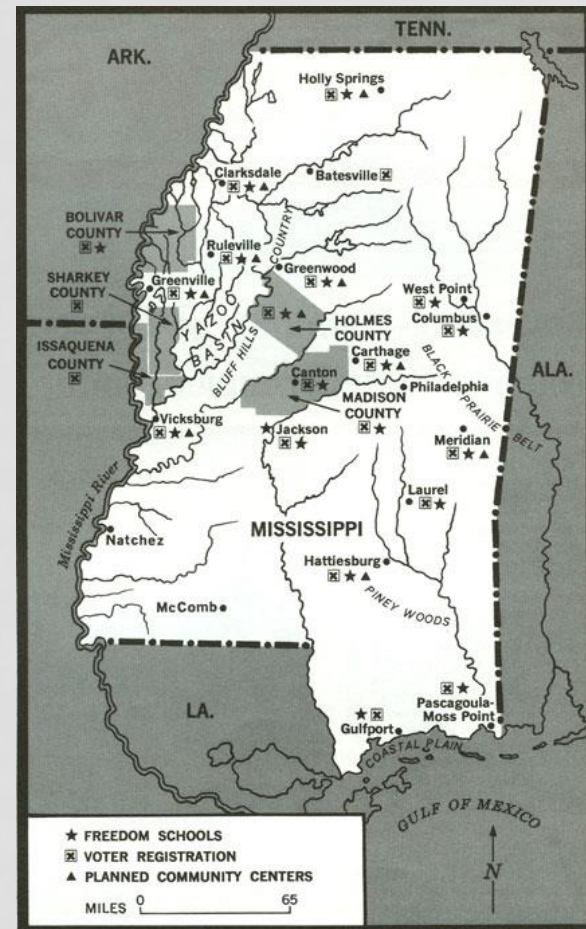 TENN.
ARK.
Holly Springs
☒ ★ ▲
Clarksdale
☒ ★ ▲
Batesville ☒
BOLIVAR
COUNTY
☒ ★
Ruleville
☒ ★ ▲
COUNTRY
Greenwood
☒ ★ ▲
SHARKEY
COUNTY
☒
Greenville
☒ ★ ▲
YAZOO
BASIN
BLUFF HILLS
☒ ★ ▲
HOLMES
COUNTY
West Point
☒ ★
Columbus
☒ ★
ISSAQUENA
COUNTY
☒
Carthage
☒ ★ ▲
BLACK PRAIRIE BELT
ALA.
Canton
☒ ★
Philadelphia
MADISON
COUNTY
☒ ★
Vicksburg
☒ ★ ▲
Jackson
☒ ★
Meridian
☒ ★ ▲
Mississippi River
Laurel
☒ ★
Natchez
MISSISSIPPI
Hattiesburg
☒ ★ ▲
PINEY WOODS
McComb
LA.
☒ ★
Pascagoula-
Moss Point
★ ☒
Gulfport
COASTAL PLAIN
GULF OF MEXICO
N
★ FREEDOM SCHOOLS
☒ VOTER REGISTRATION
▲ PLANNED COMMUNITY CENTERS
MILES 0 65